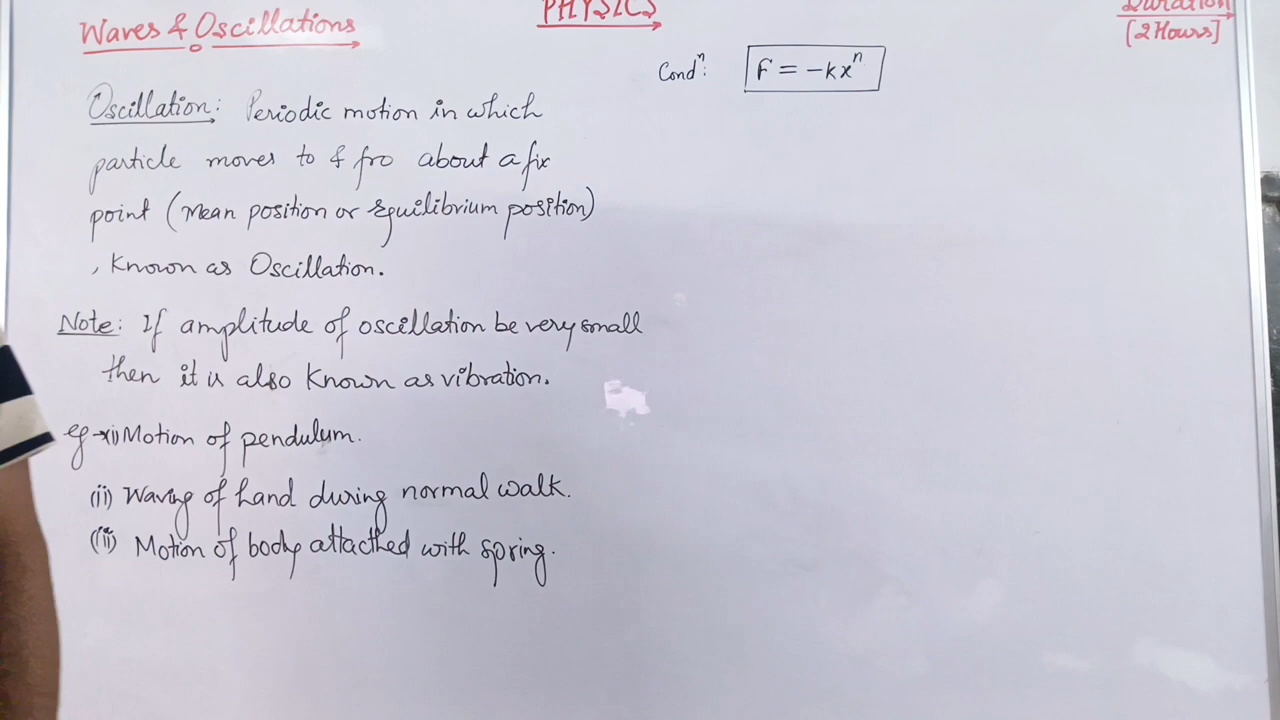 PHYSICS
Duration
[2 Hours]
Waves & Oscillations
Oscillation: Periodic motion in which
particle moves to & fro about a fix
point (Mean position or Equilibrium position)
, Known as Oscillation.
Note: If amplitude of oscillation be very small
then it is also Known as vibration.
eg → (i) Motion of pendulum.
(ii) Waving of hand during normal walk.
(iii) Motion of body attacthed with spring.
Condⁿ: F = -kxⁿ